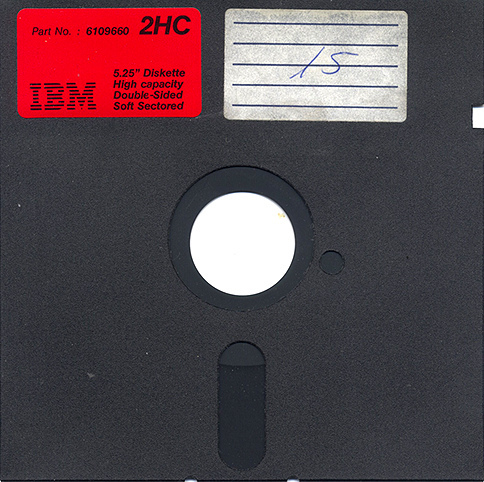 Part No. : 6109660 2HC
5.25" Diskette
High capacity
Double-Sided
Soft Sectored
IBM
15